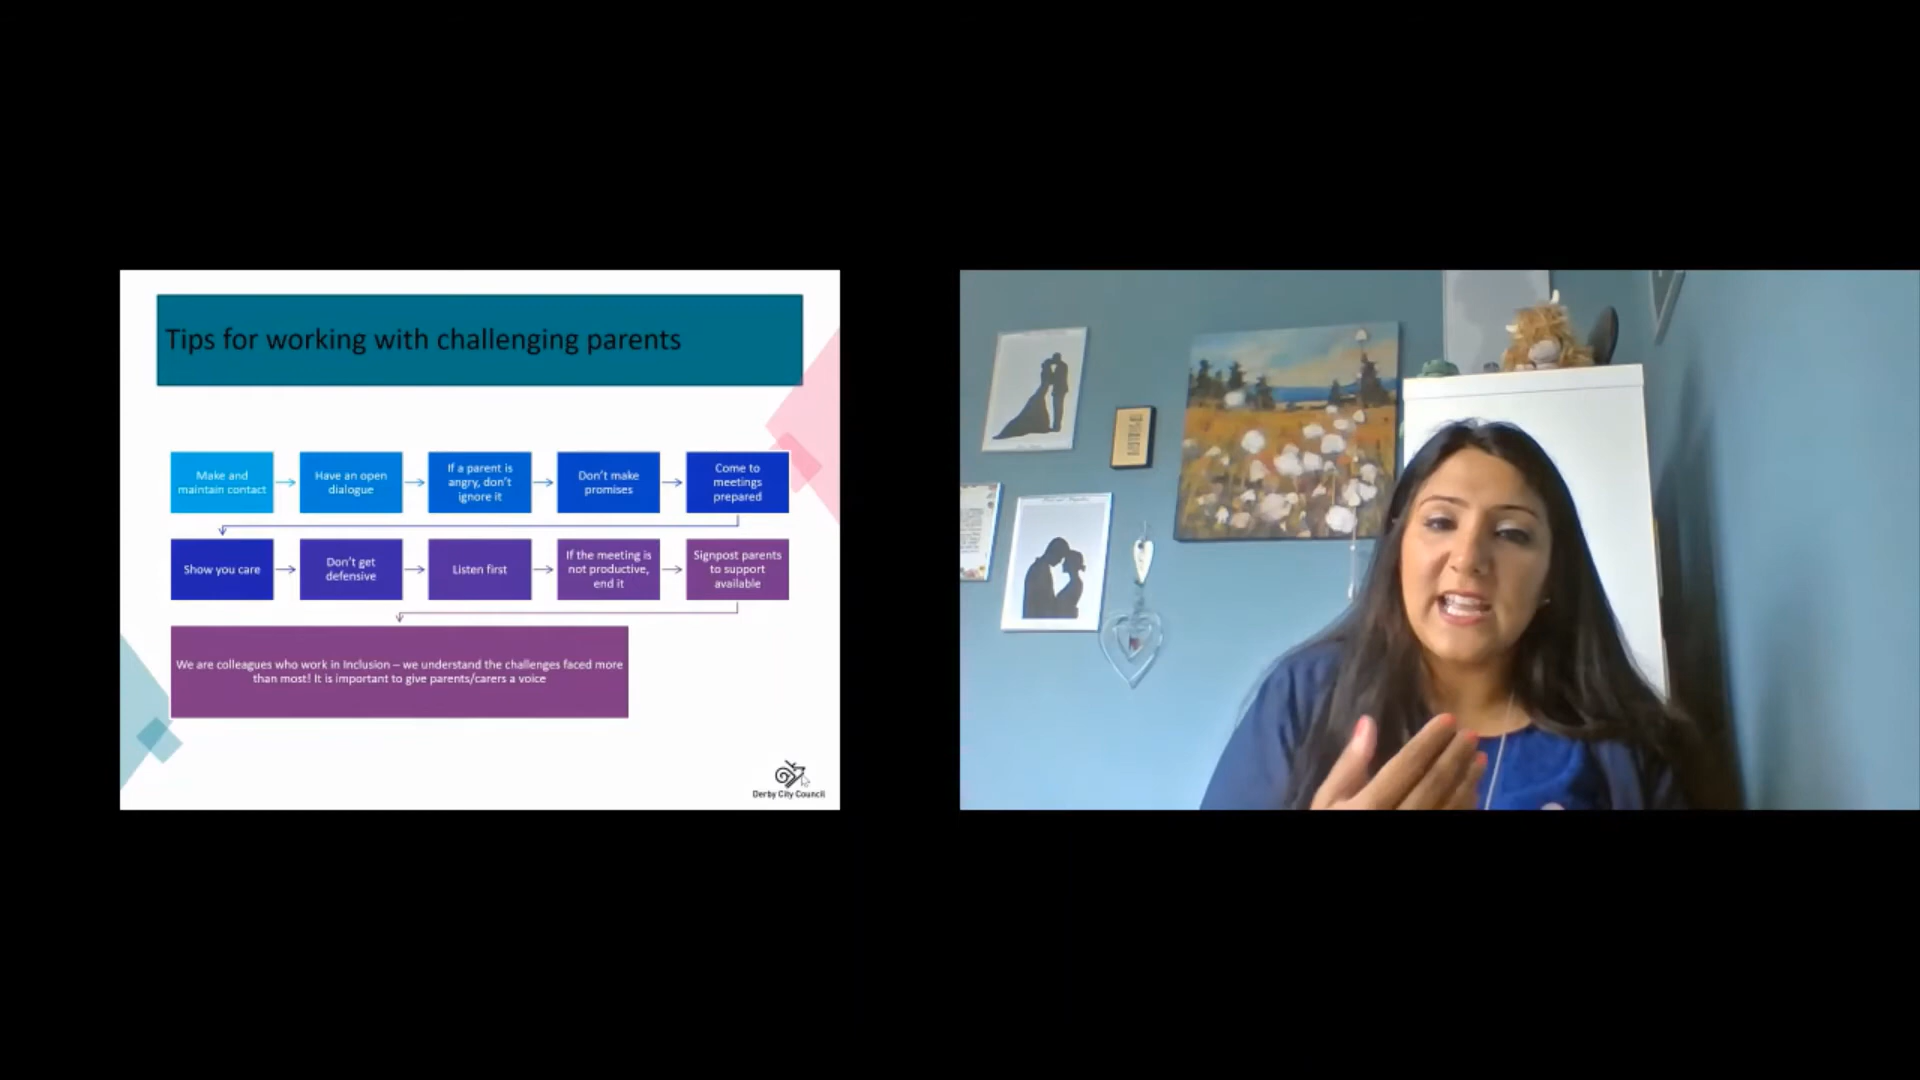 Tips for working with challenging parents
Make and
maintain contact
Have an open
dialogue
If a parent is
angry, don't
ignore it
Don't make
promises
Come to
meetings
prepared
Show you care
Don't get
defensive
Listen first
If the meeting is
not productive,
end it
Signpost parents
to support
available
We are colleagues who work in Inclusion – we understand the challenges faced more
than most! It is important to give parents/carers a voice
Derby City Council